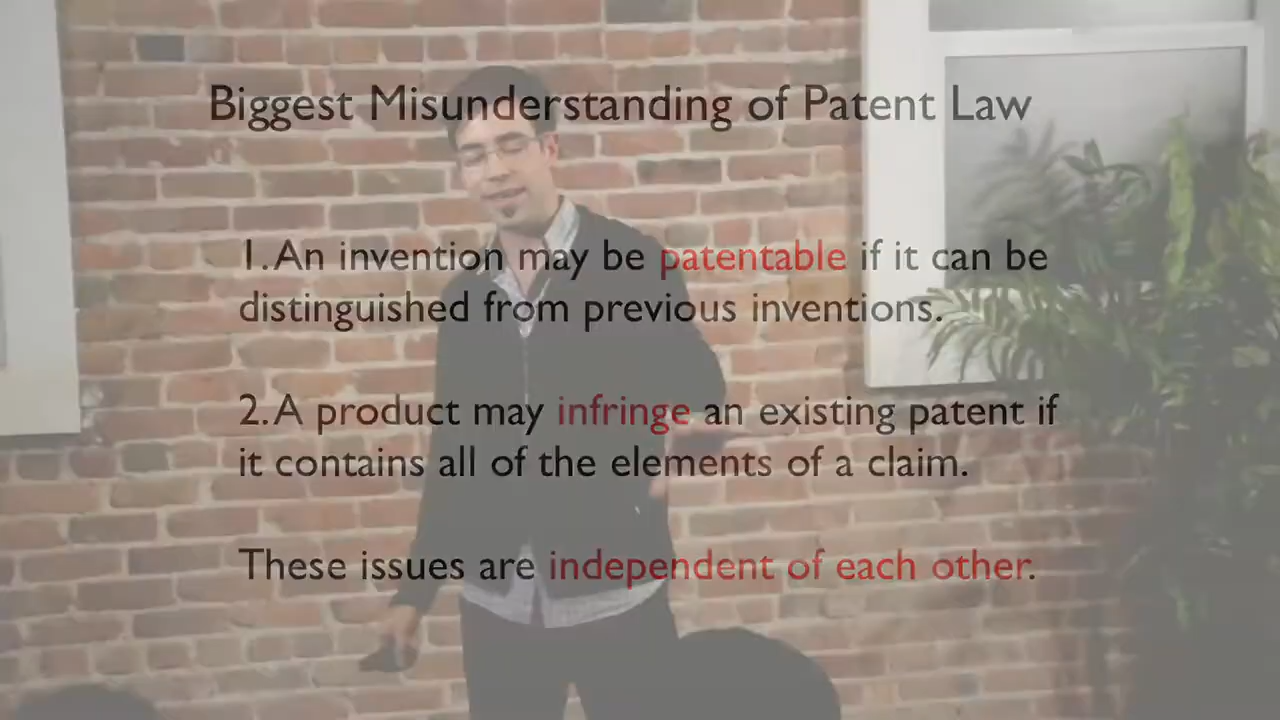 Biggest Misunderstanding of Patent Law
1. An invention may be patentable if it can be
distinguished from previous inventions.
2. A product may infringe an existing patent if
it contains all of the elements of a claim.
These issues are independent of each other.